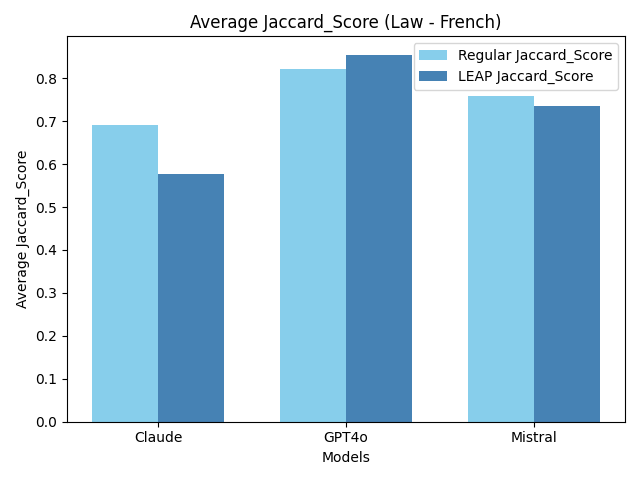 Average Jaccard_Score (Law - French)
Regular Jaccard_Score
LEAP Jaccard_Score
Average Jaccard_Score
0.8
0.7
0.6
0.5
0.4
0.3
0.2
0.1
0.0
Claude
GPT4o
Mistral
Models